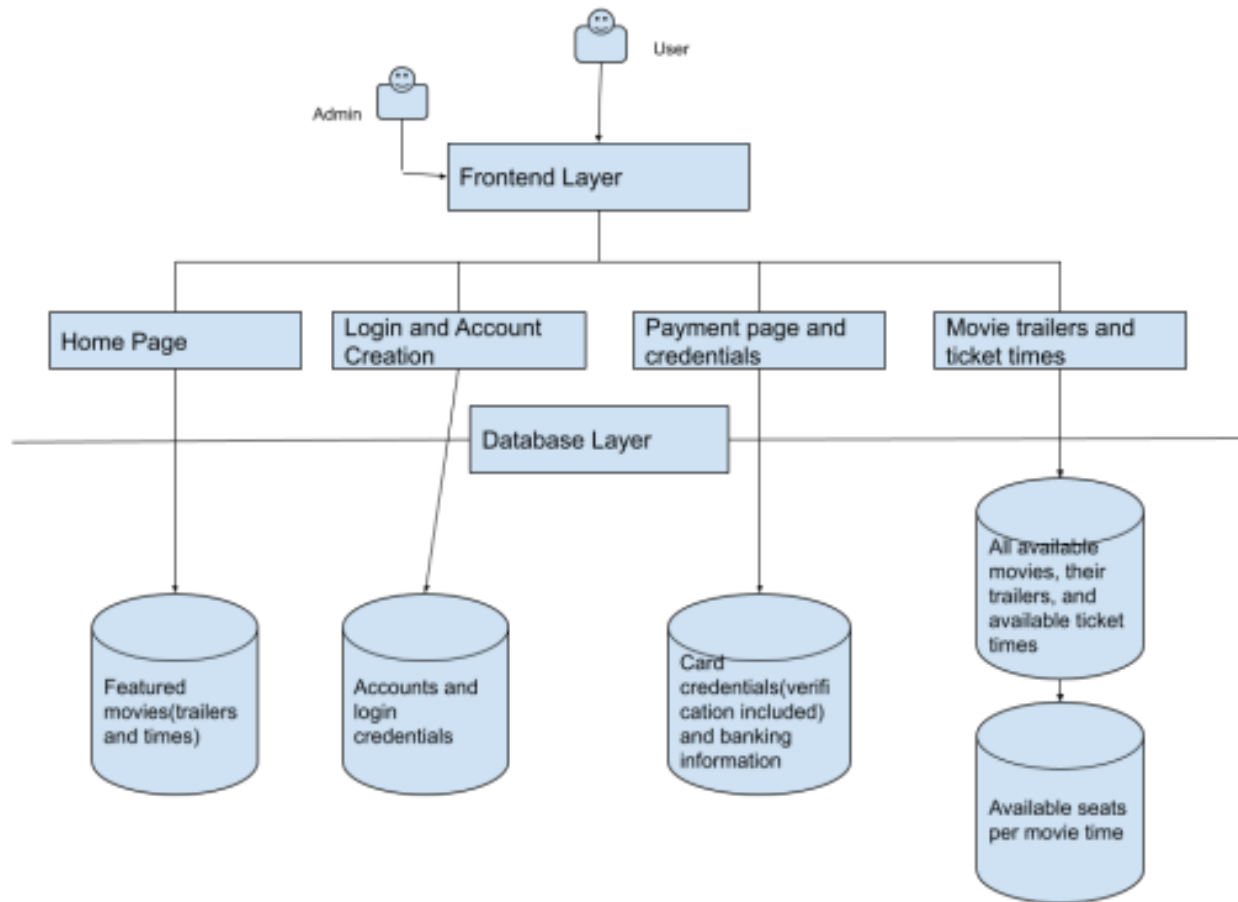 User
Admin
Frontend Layer
Home Page
Login and Account
Creation
Payment page and
credentials
Movie trailers and
ticket times
Database Layer
All available
movies, their
trailers, and
available ticket
times
Featured
movies(trailers
and times)
Accounts and
login
credentials
Card
credentials(verifi
cation included)
and banking
information
Available seats
per movie time